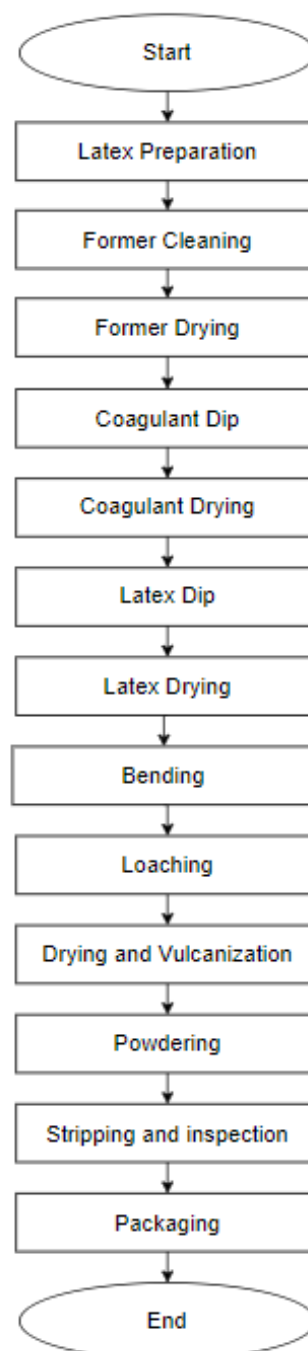 Start
Latex Preparation
Former Cleaning
Former Drying
Coagulant Dip
Coagulant Drying
Latex Dip
Latex Drying
Bending
Loaching
Drying and Vulcanization
Powdering
Stripping and inspection
Packaging
End